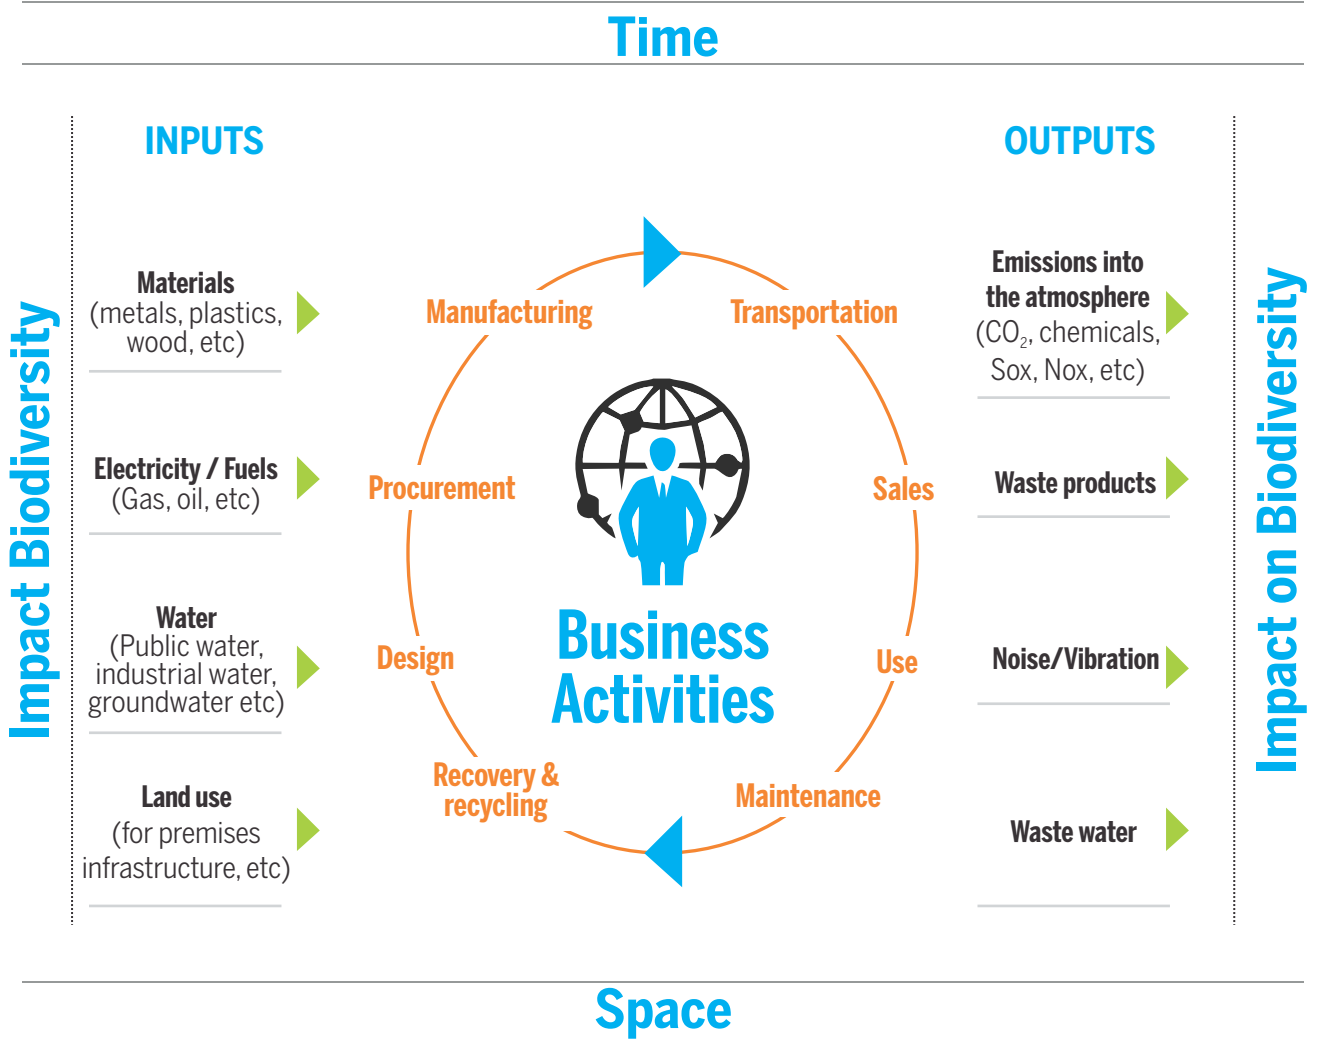 Time
Impact Biodiversity
INPUTS
Materials
(metals, plastics,
wood, etc)
Electricity / Fuels
(Gas, oil, etc)
Water
(Public water,
industrial water,
groundwater etc)
Land use
(for premises
infrastructure, etc)
Manufacturing
Transportation
Procurement
Sales
Design
Use
Recovery &
recycling
Maintenance
Business
Activities
OUTPUTS
Emissions into
the atmosphere
(CO₂, chemicals,
Sox, Nox, etc)
Waste products
Noise/Vibration
Waste water
Impact on Biodiversity
Space